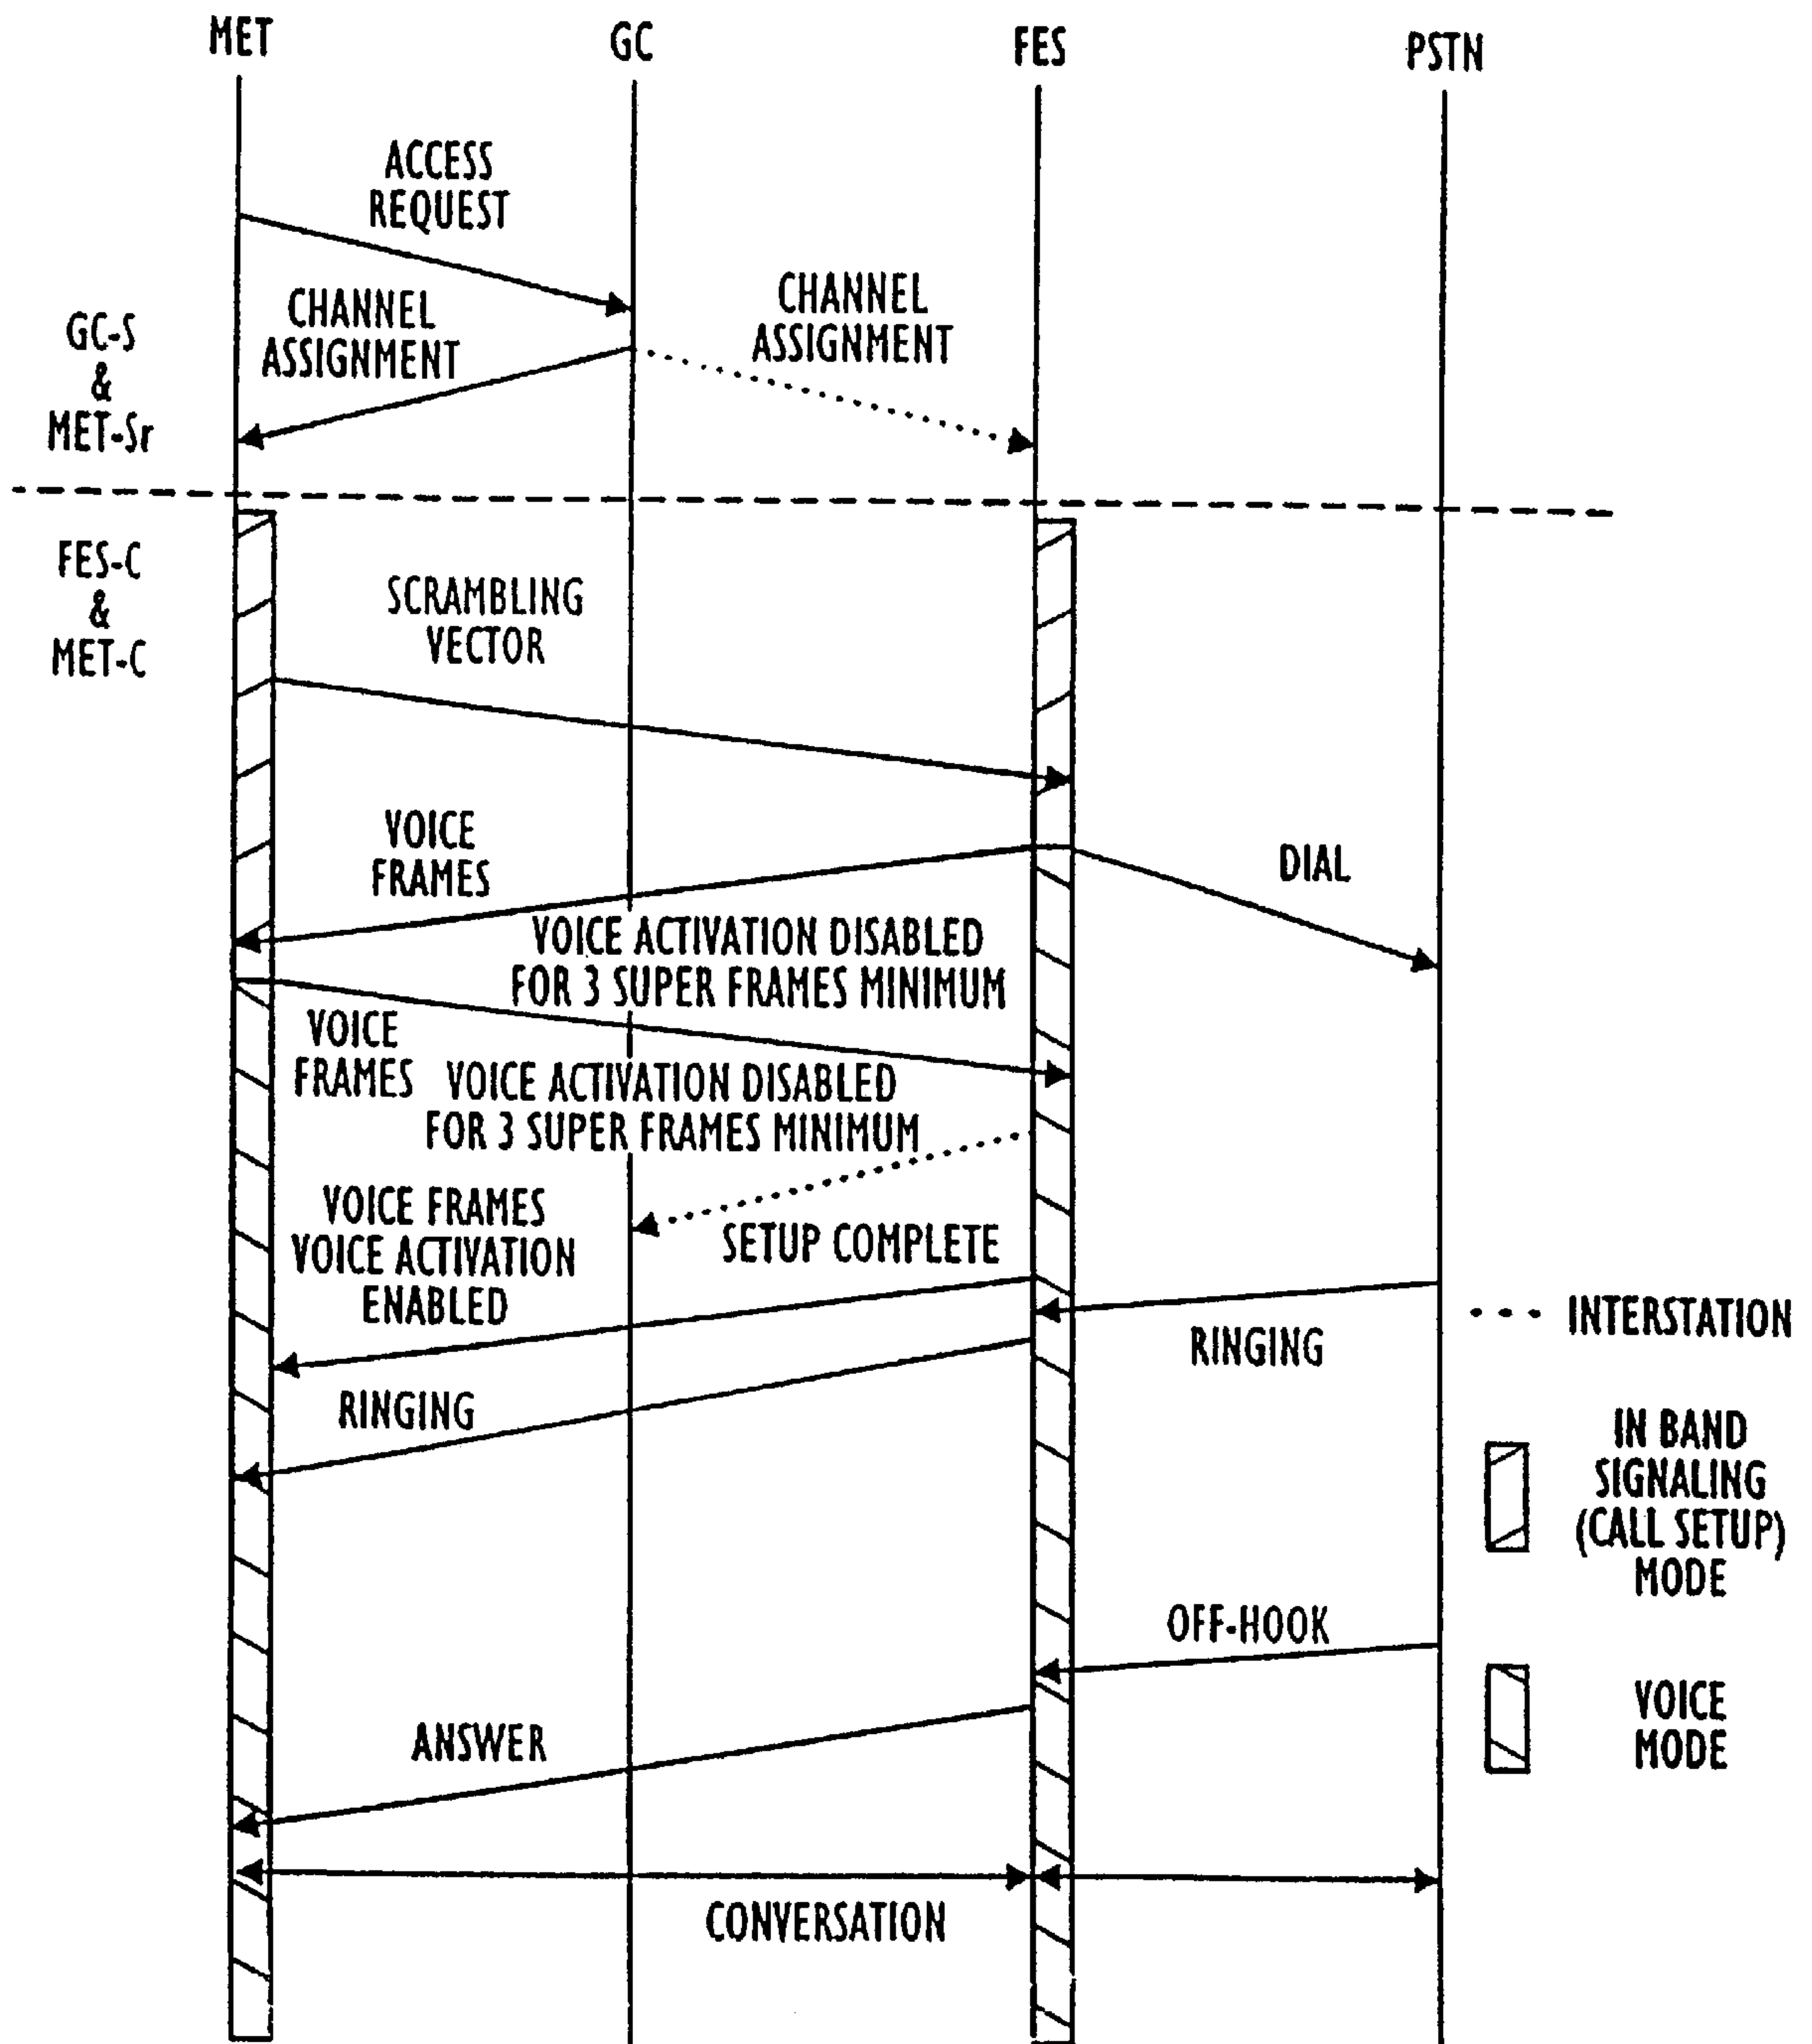 MET
GC
FES
PSTN
ACCESS
REQUEST
CHANNEL
ASSIGNMENT
CHANNEL
ASSIGNMENT
GC-S
&
MET-Sr
FES-C
&
MET-C
SCRAMBLING
VECTOR
VOICE
FRAMES
DIAL
VOICE ACTIVATION DISABLED
FOR 3 SUPER FRAMES MINIMUM
VOICE
FRAMES
VOICE ACTIVATION DISABLED
FOR 3 SUPER FRAMES MINIMUM
VOICE FRAMES
VOICE ACTIVATION
ENABLED
SETUP COMPLETE
RINGING
INTERSTATION
RINGING
IN BAND
SIGNALING
(CALL SETUP)
MODE
OFF-HOOK
VOICE
MODE
ANSWER
CONVERSATION